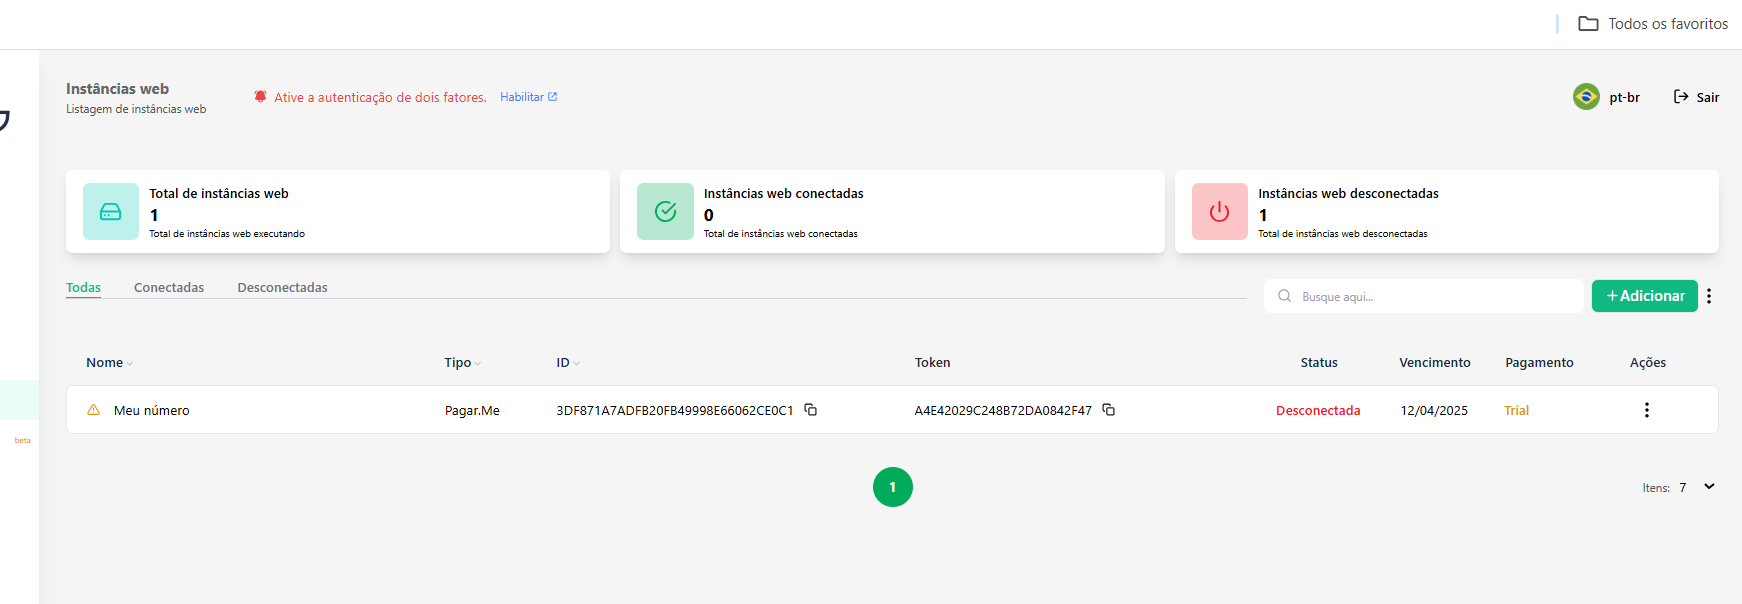 Todos os favoritos
Instâncias web
Listagem de instâncias web
Ative a autenticação de dois fatores. Habilitar
pt-br
Sair
Total de instâncias web
1
Total de instâncias web executando
Instâncias web conectadas
0
Total de instâncias web conectadas
Instâncias web desconectadas
1
Total de instâncias web desconectadas
Todas Conectadas Desconectadas
Busque aqui...
+Adicionar
Nome Tipo ID Token Status Vencimento Pagamento Ações
Meu número Pagar.Me 3DF871A7ADFB20FB49998E66062CE0C1 A4E42029C248B72DA0842F47 Desconectada 12/04/2025 Trial
beta
1
Itens: 7